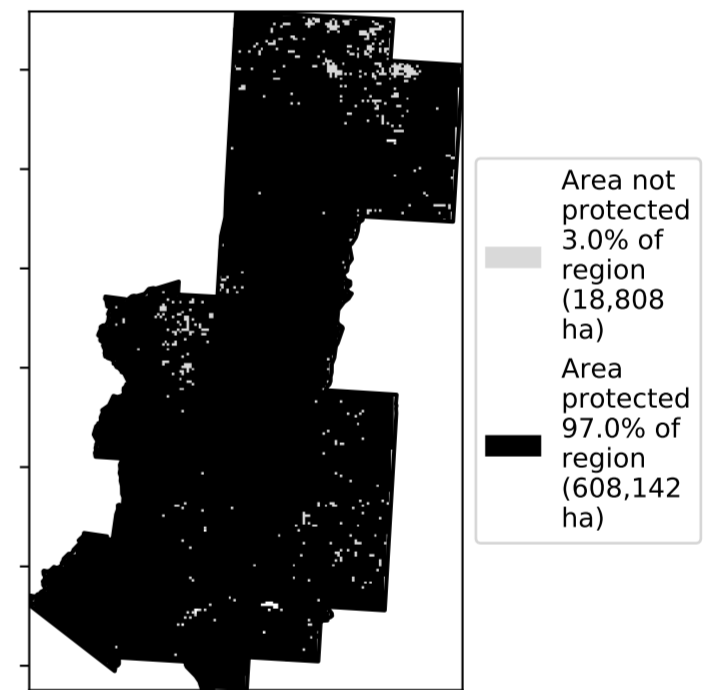 Area not
protected
3.0% of
region
(18,808
ha)
Area
protected
97.0% of
region
(608,142
ha)